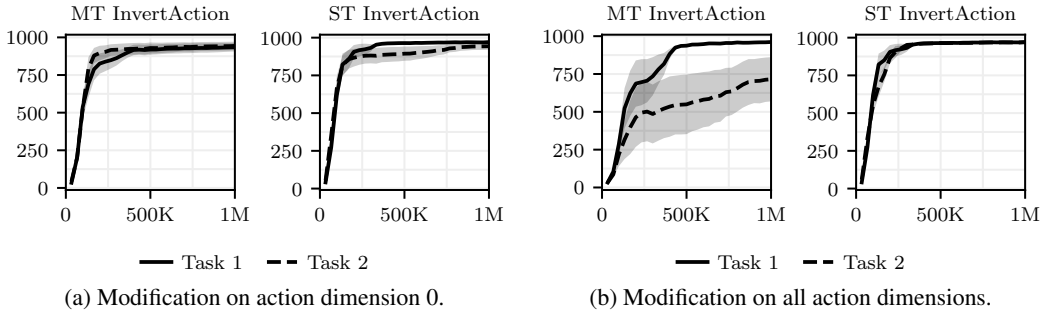 MT InvertAction
ST InvertAction
MT InvertAction
ST InvertAction
1000
750
500
250
0
0
500K
1M
1000
750
500
250
0
0
500K
1M
1000
750
500
250
0
0
500K
1M
1000
750
500
250
0
0
500K
1M
Task 1
Task 2
Task 1
Task 2
(a) Modification on action dimension 0.
(b) Modification on all action dimensions.